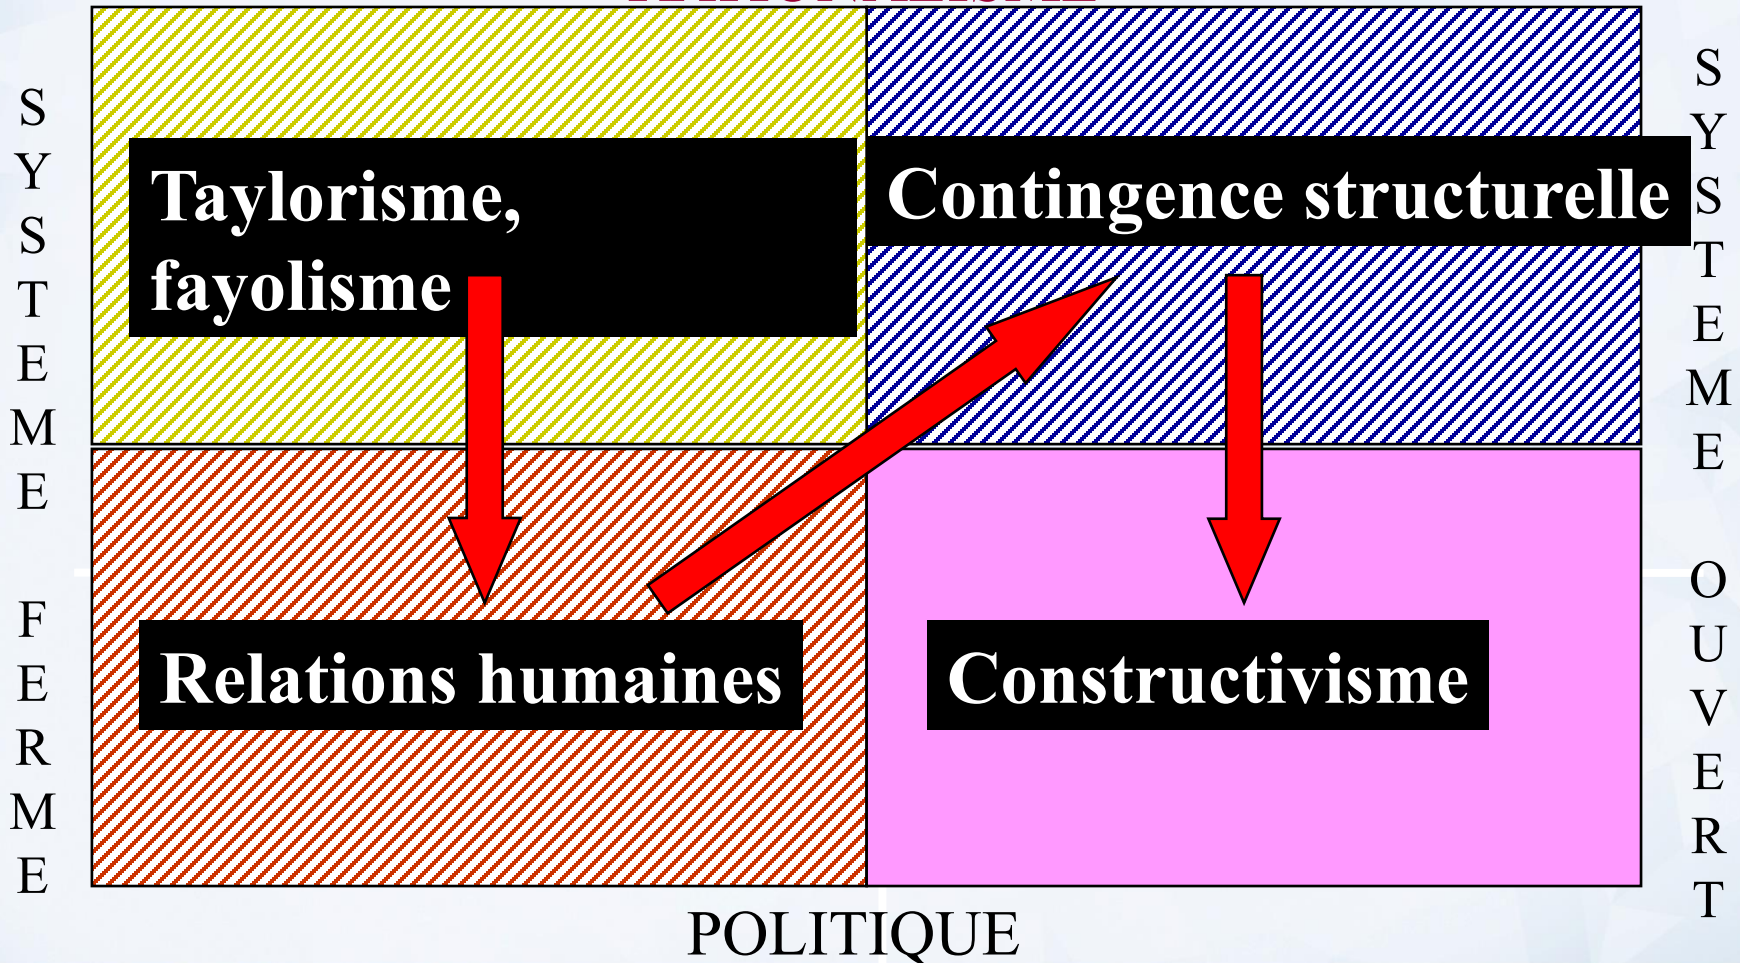 SYSTEME FERME
SYSTEME OUVERT
Taylorisme,
fayolisme
Contingence structurelle
Relations humaines
Constructivisme
POLITIQUE